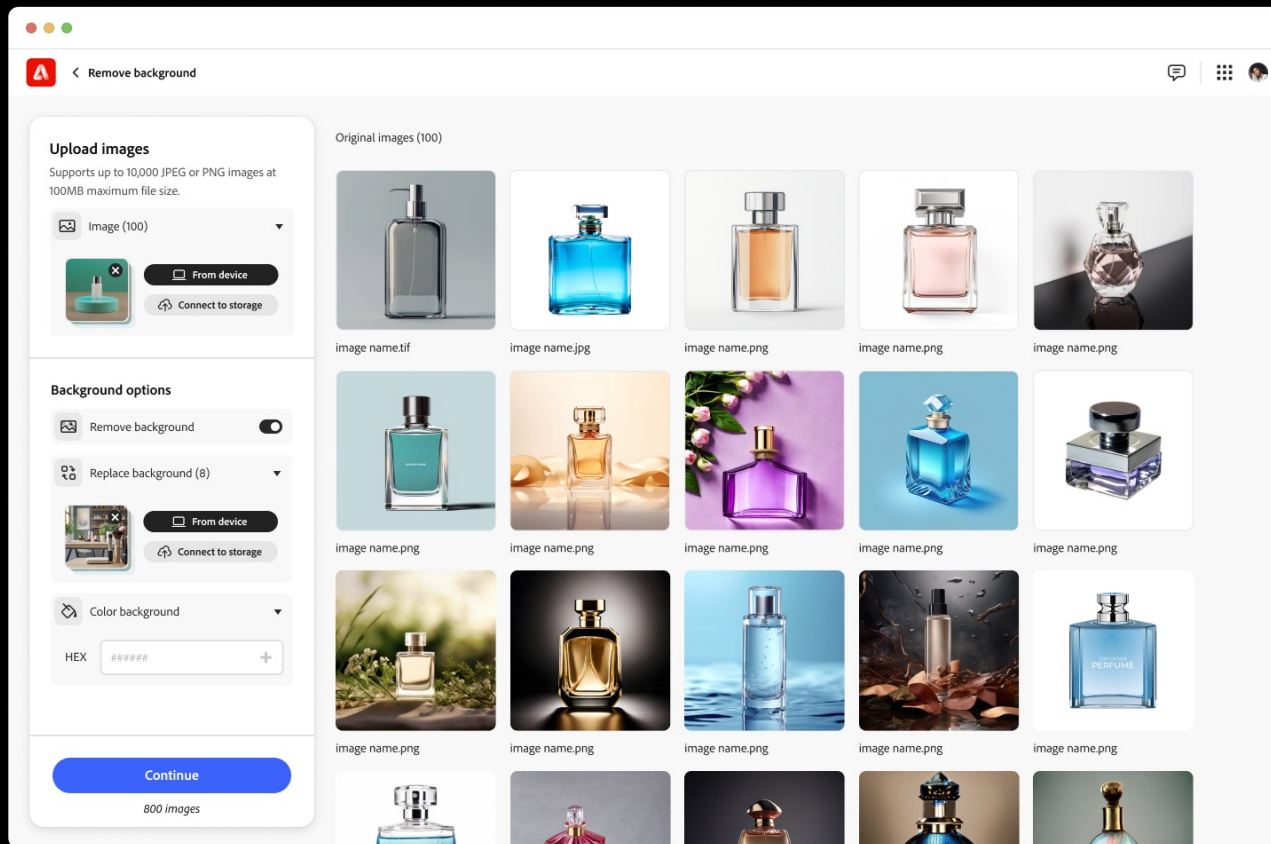 Remove background
Upload images
Supports up to 10,000 JPEG or PNG images at
100MB maximum file size.
Image (100)
From device
Connect to storage
Background options
Remove background
Replace background (8)
From device
Connect to storage
Color background
HEX
######
Continue
800 images
Original images (100)
image name.tif
image name.jpg
image name.png
image name.png
image name.png
image name.png
image name.png
image name.png
image name.png
image name.png
PERFUME
image name.png
image name.png
image name.png
image name.png
image name.png